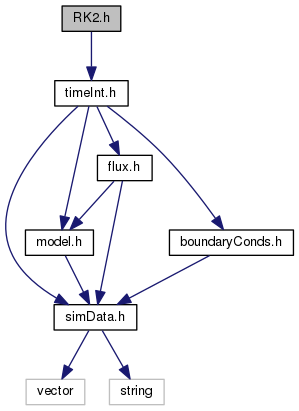 RK2.h
timeInt.h
flux.h
model.h
boundaryConds.h
simData.h
vector
string